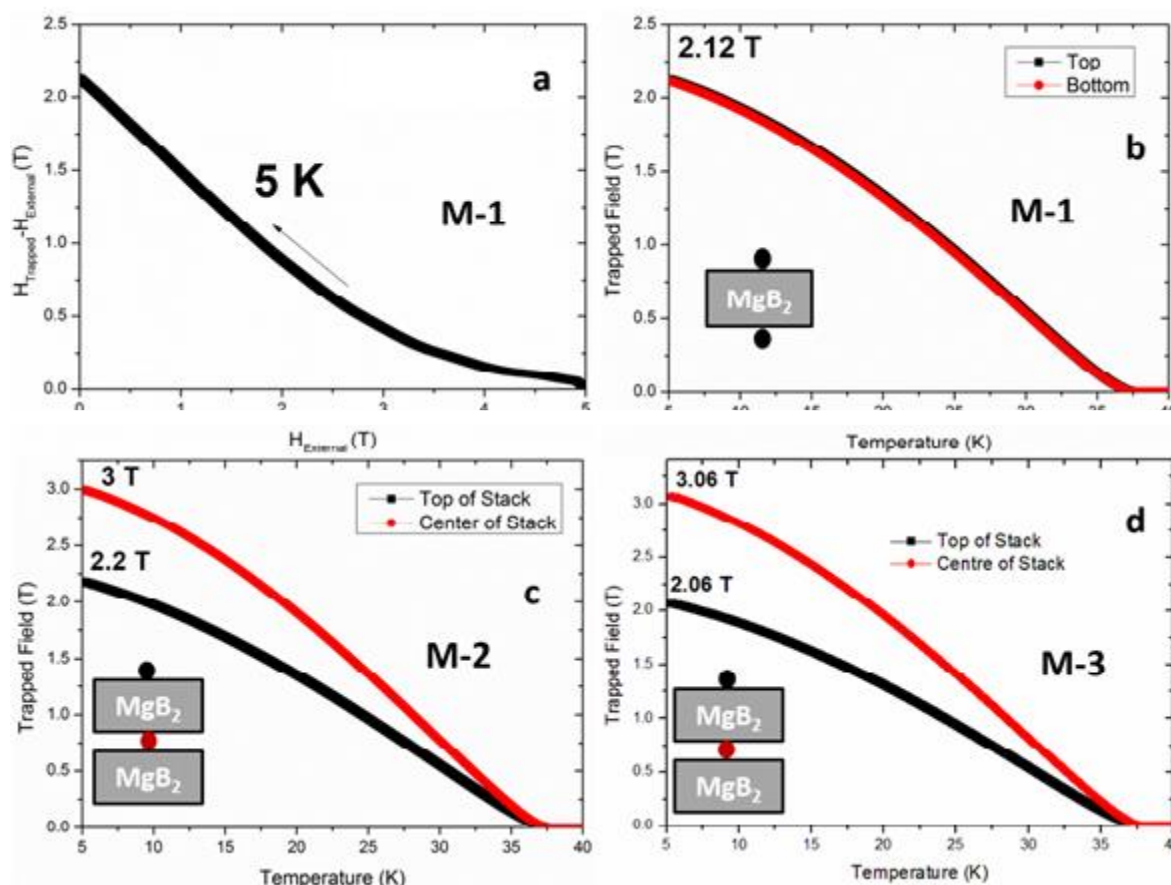 2.5
2.0
1.5
1.0
0.5
0.0
H_Trapped-H_External (T)
a
5 K
M-1
0 1 2 3 4 5
H_External (T)
2.5
2.0
1.5
1.0
0.5
0.0
Trapped Field (T)
2.12 T
Top
Bottom
b
M-1
MgB₂
5 10 15 20 25 30 35 40
Temperature (K)
3.0
2.5
2.0
1.5
1.0
0.5
0.0
Trapped Field (T)
3 T
2.2 T
Top of Stack
Center of Stack
c
M-2
MgB₂
MgB₂
5 10 15 20 25 30 35 40
Temperature (K)
3.0
2.5
2.0
1.5
1.0
0.5
0.0
Trapped Field (T)
3.06 T
2.06 T
Top of Stack
Centre of Stack
d
M-3
MgB₂
MgB₂
5 10 15 20 25 30 35
Temperature (K)